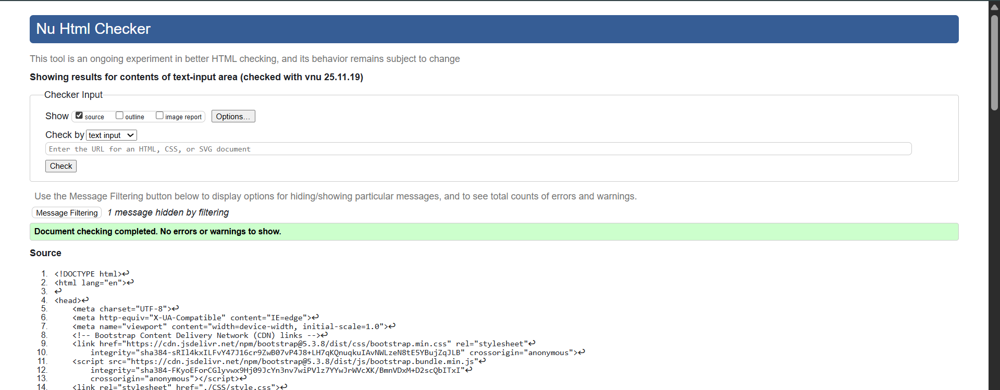 Nu Html Checker
This tool is an ongoing experiment in better HTML checking, and its behavior remains subject to change
Showing results for contents of text-input area (checked with vnu 25.11.19)
Checker Input
Show source outline image report Options...
Check by text input
Enter the URL for an HTML, CSS, or SVG document
Check
Use the Message Filtering button below to display options for hiding/showing particular messages, and to see total counts of errors and warnings.
Message Filtering 1 message hidden by filtering
Document checking completed. No errors or warnings to show.
Source
1. <!DOCTYPE html>↩
2. <html lang="en">↩
3. ↩
4. <head>↩
5. <meta charset="UTF-8">↩
6. <meta http-equiv="X-UA-Compatible" content="IE=edge">↩
7. <meta name="viewport" content="width=device-width, initial-scale=1.0">↩
8. <!-- Bootstrap Content Delivery Network (CDN) links -->↩
9. <link href="https://cdn.jsdelivr.net/npm/bootstrap@5.3.8/dist/css/bootstrap.min.css" rel="stylesheet"↩
10. integrity="sha384-sRIl4kxILFvY47J16cr9ZwB07vP4J8+LH7qKQnuqkuIAvNWLzeN8tE5YBujZqJLB" crossorigin="anonymous">↩
11. <script src="https://cdn.jsdelivr.net/npm/bootstrap@5.3.8/dist/js/bootstrap.bundle.min.js"↩
12. integrity="sha384-FKyoEForCGlyvwx9Hj09JcYn3nv7wiPVlz7YYwJrWVcXK/BmnVDxM+D2scQbITxI"↩
13. crossorigin="anonymous"></script>↩
14. <link rel="stylesheet" href="./CSS/style.css">↩